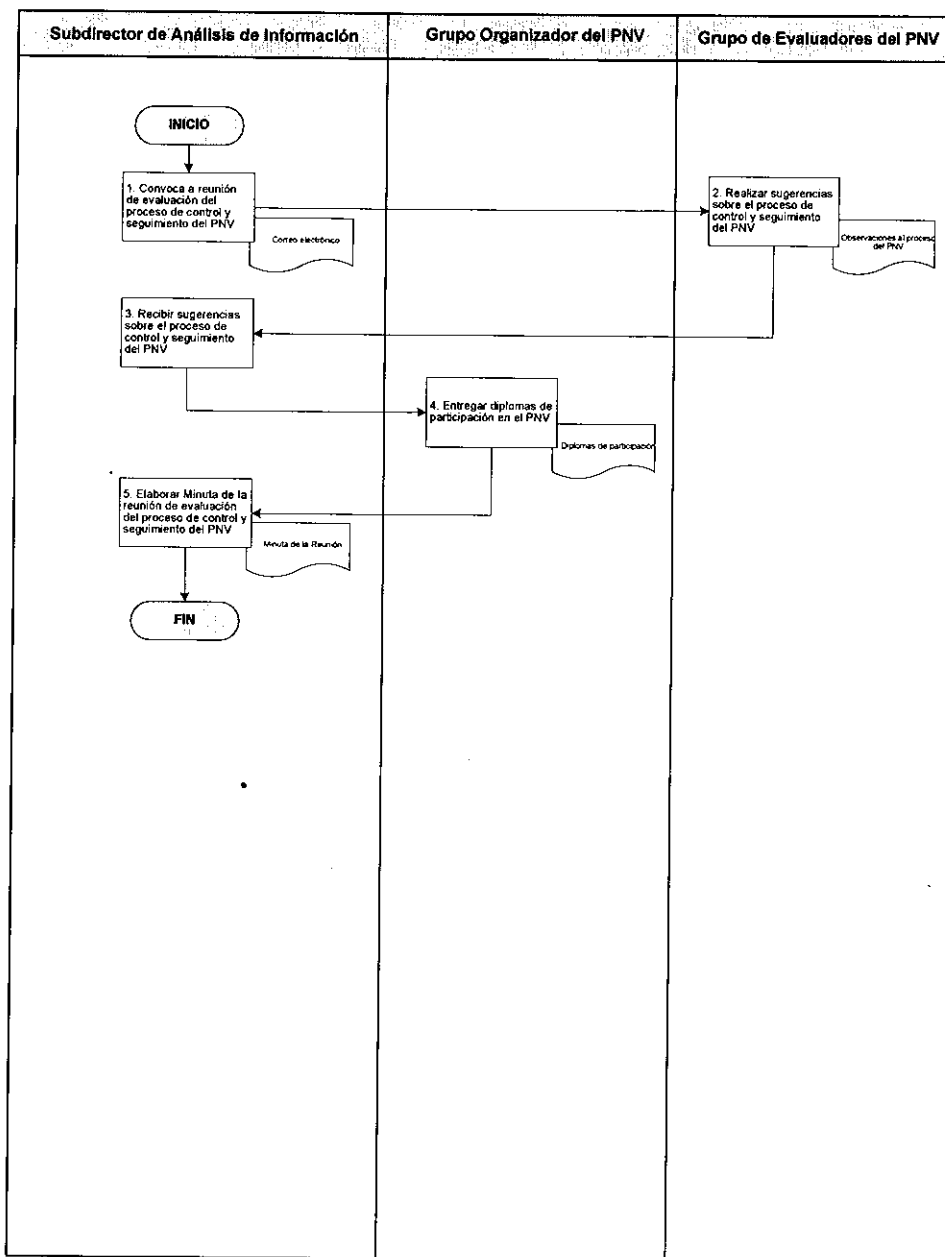 Subdirector de Análisis de Información
Grupo Organizador del PNV
Grupo de Evaluadores del PNV
INICIO
1. Convoca a reunión
de evaluación del
proceso de control y
seguimiento del PNV
Correo electrónico
2. Realizar sugerencias
sobre el proceso de
control y seguimiento
del PNV
Observaciones al proceso
del PNV
3. Recibir sugerencias
sobre el proceso de
control y seguimiento
del PNV
4. Entregar diplomas de
participación en el PNV
Diplomas de participación
5. Elaborar Minuta de la
reunión de evaluación
del proceso de control y
seguimiento del PNV
Minuta de la Reunión
FIN